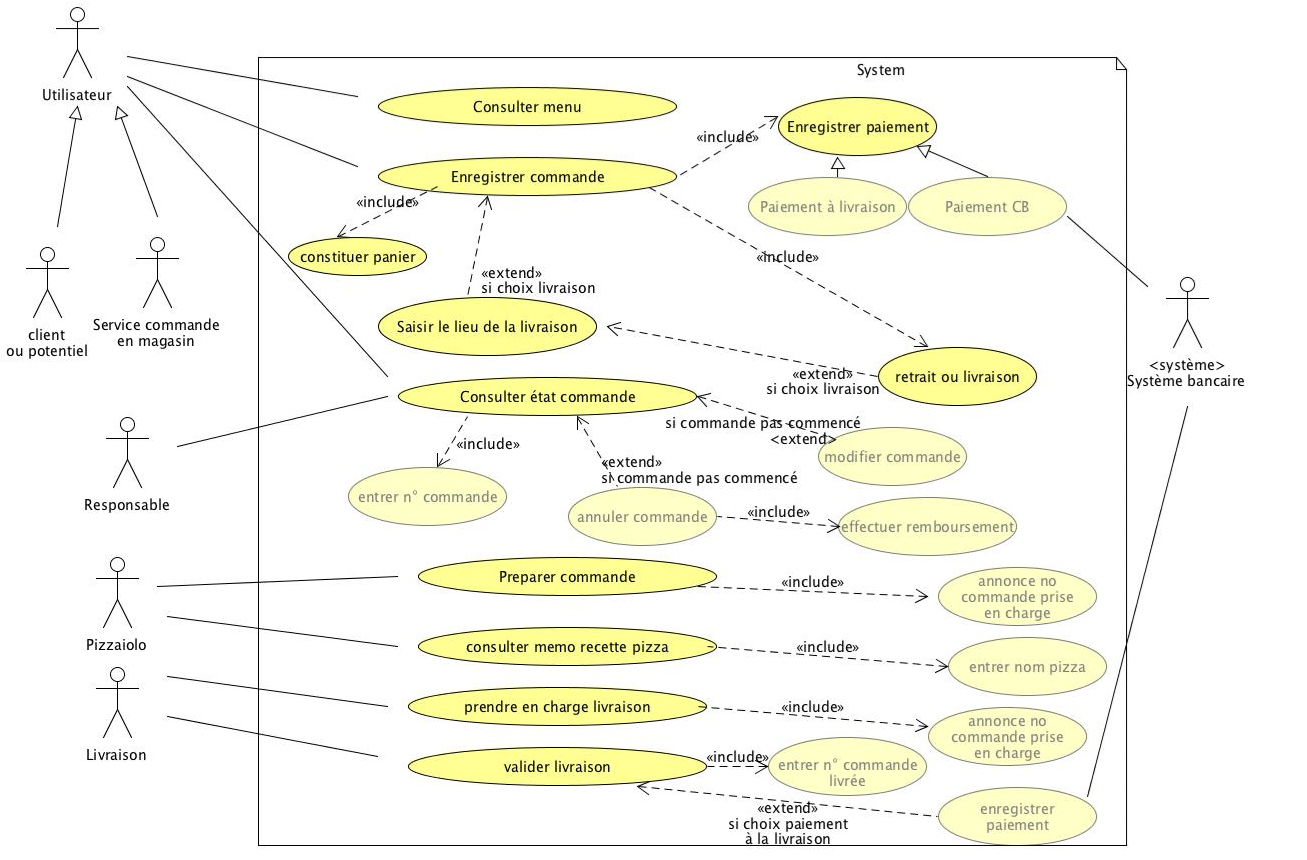 System
Utilisateur
Consulter menu
«include»
Enregistrer paiement
Enregistrer commande
«include»
Paiement à livraison
Paiement CB
constituer panier
«include»
«extend»
si choix livraison
client
ou potentiel
Service commande
en magasin
Saisir le lieu de la livraison
<système>
Système bancaire
«extend»
si choix livraison
retrait ou livraison
Consulter état commande
si commande pas commencé
<extend>
«include»
modifier commande
«extend»
si commande pas commencé
entrer n° commande
Responsable
annuler commande
«include»
effectuer remboursement
Preparer commande
«include»
annonce no
commande prise
en charge
Pizzaiolo
consulter memo recette pizza
«include»
entrer nom pizza
prendre en charge livraison
«include»
annonce no
commande prise
en charge
Livraison
valider livraison
«include»
entrer n° commande
livrée
«extend»
si choix paiement
à la livraison
enregistrer
paiement